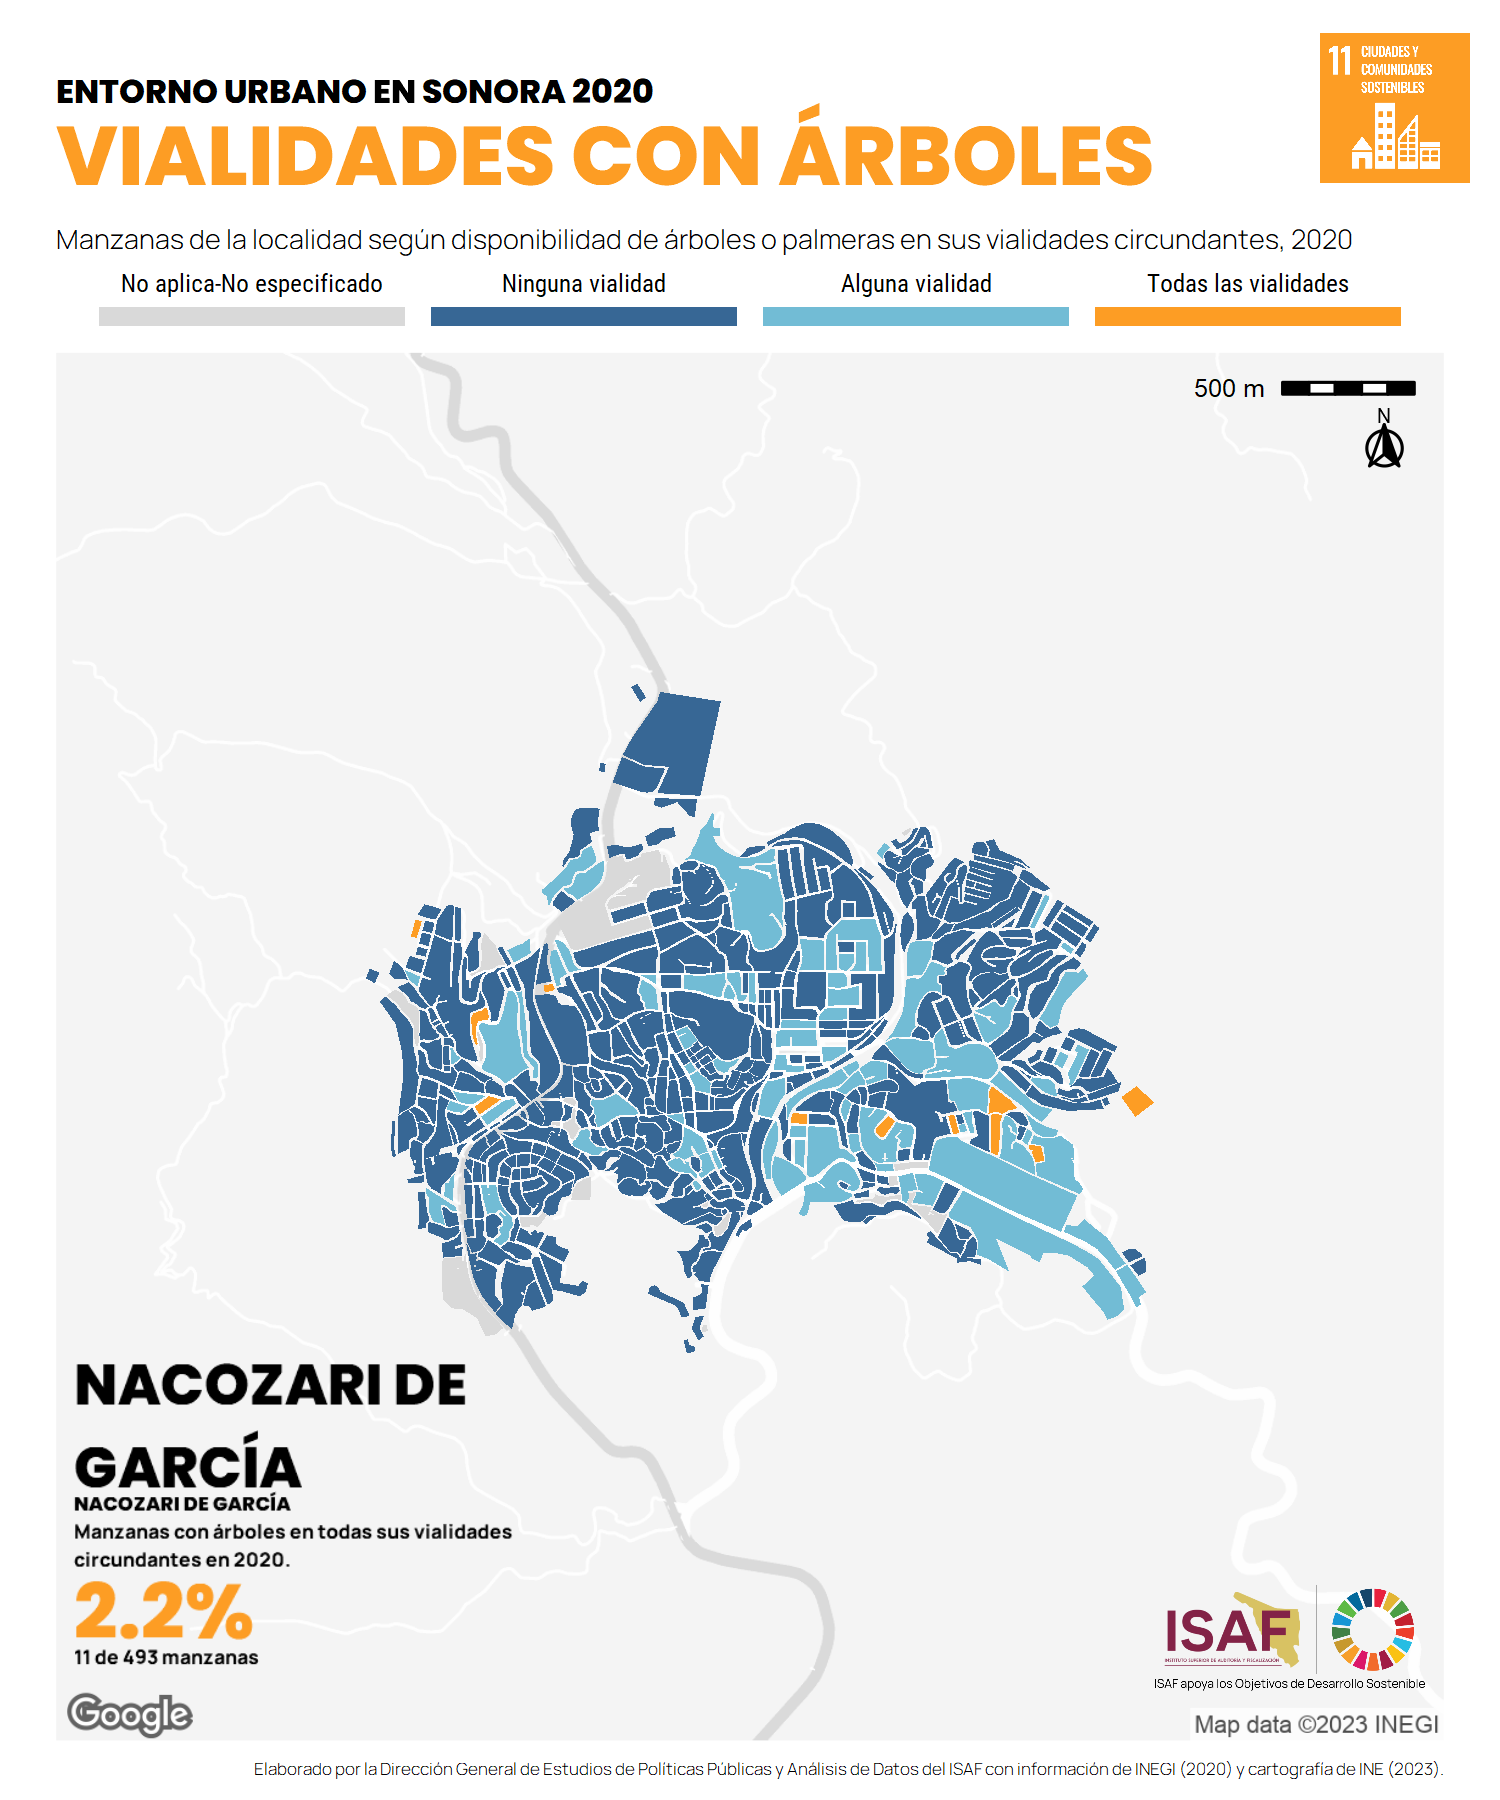 ENTORNO URBANO EN SONORA 2020
VIALIDADES CON ÁRBOLES
11 CIUDADES Y
COMUNIDADES
SOSTENIBLES
Manzanas de la localidad según disponibilidad de árboles o palmeras en sus vialidades circundantes, 2020
No aplica-No especificado Ninguna vialidad Alguna vialidad Todas las vialidades
500 m
N
NACOZARI DE
GARCÍA
NACOZARI DE GARCÍA
Manzanas con árboles en todas sus vialidades
circundantes en 2020.
2.2%
11 de 493 manzanas
ISAF
INSTITUTO SUPERIOR DE AUDITORÍA Y FISCALIZACIÓN
ISAF apoya los Objetivos de Desarrollo Sostenible
Google
Map data ©2023 INEGI
Elaborado por la Dirección General de Estudios de Políticas Públicas y Análisis de Datos del ISAF con información de INEGI (2020) y cartografía de INE (2023).